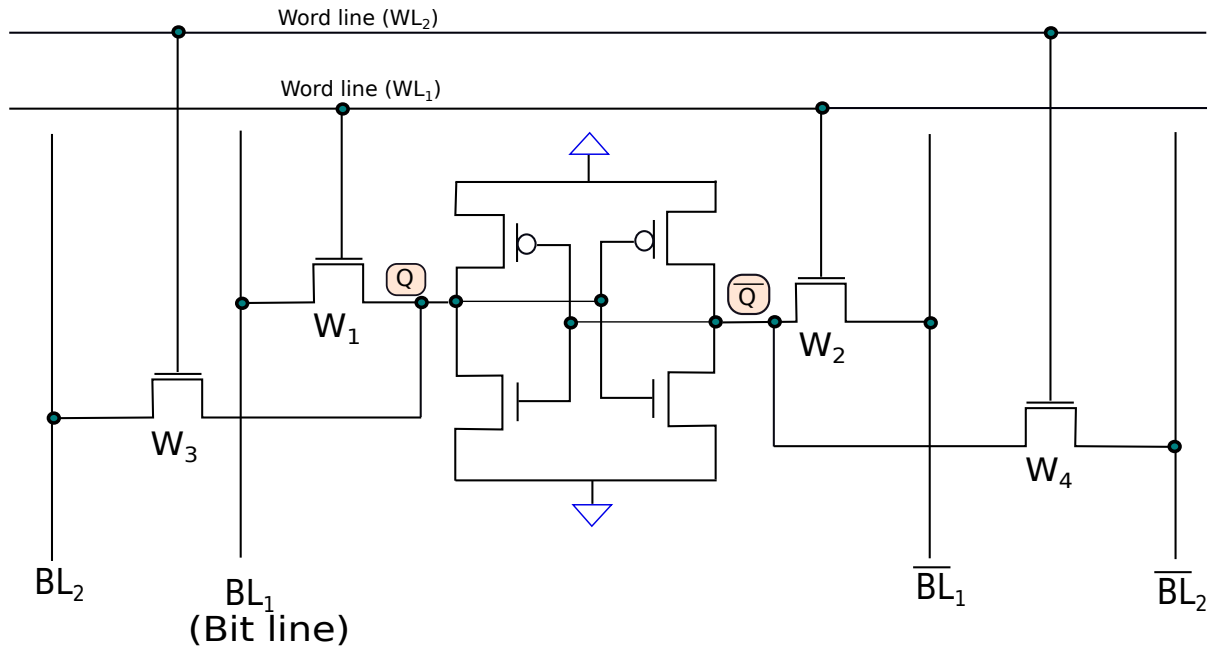 Word line (WL₂)
Word line (WL₁)
Q
Q̅
W₁
W₂
W₃
W₄
BL₂
BL₁
(Bit line)
B̅L̅₁
B̅L̅₂